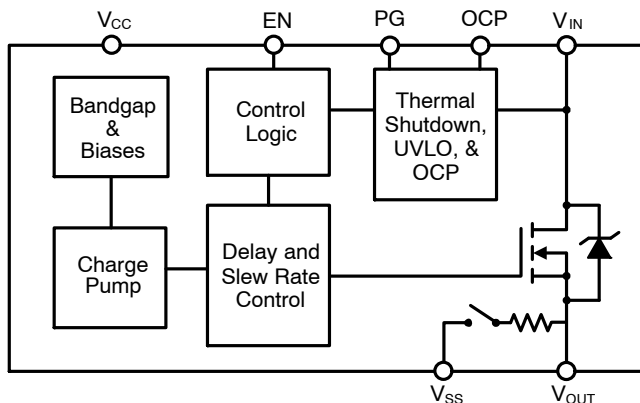 VCC
EN
PG
OCP
VIN
Bandgap
&
Biases
Control
Logic
Thermal
Shutdown,
UVLO, &
OCP
Charge
Pump
Delay and
Slew Rate
Control
VSS
VOUT